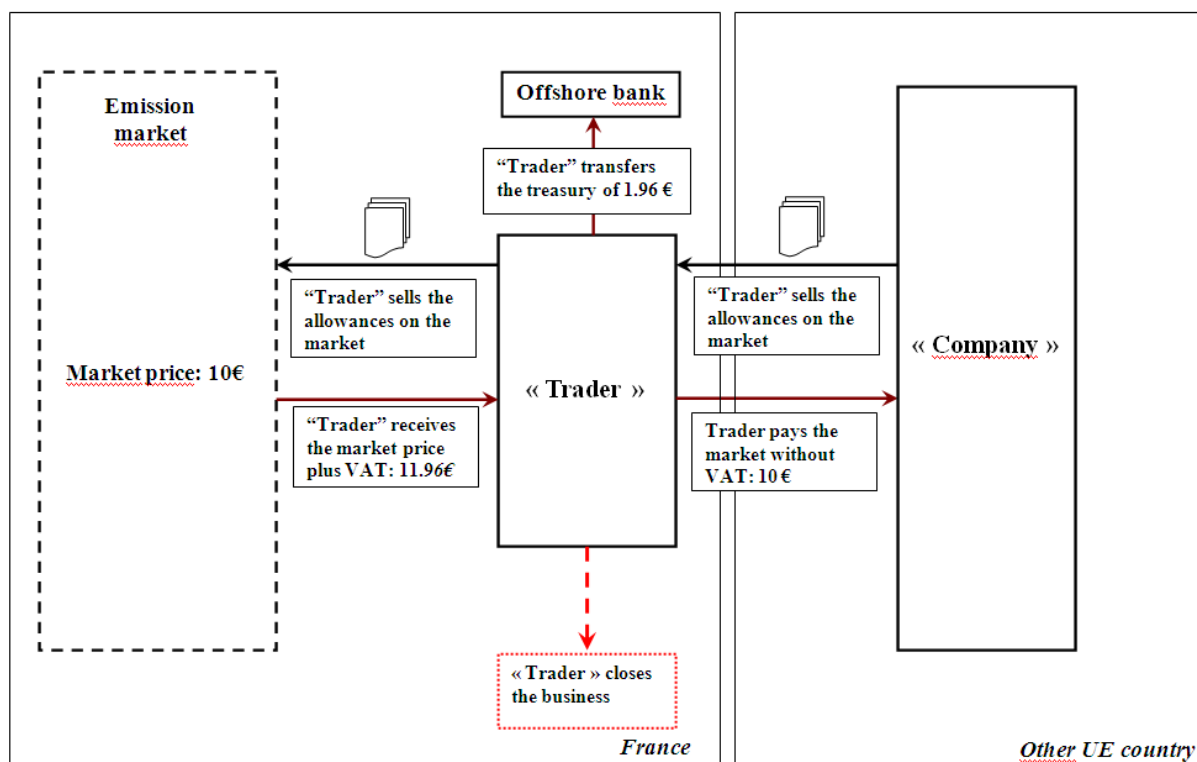 Emission
market
Offshore bank
“Trader” transfers
the treasury of 1.96 €
“Trader” sells the
allowances on the
market
“Trader” sells the
allowances on the
market
Market price: 10€
« Trader »
« Company »
“Trader” receives
the market price
plus VAT: 11.96€
Trader pays the
market without
VAT: 10 €
« Trader » closes
the business
France
Other UE country